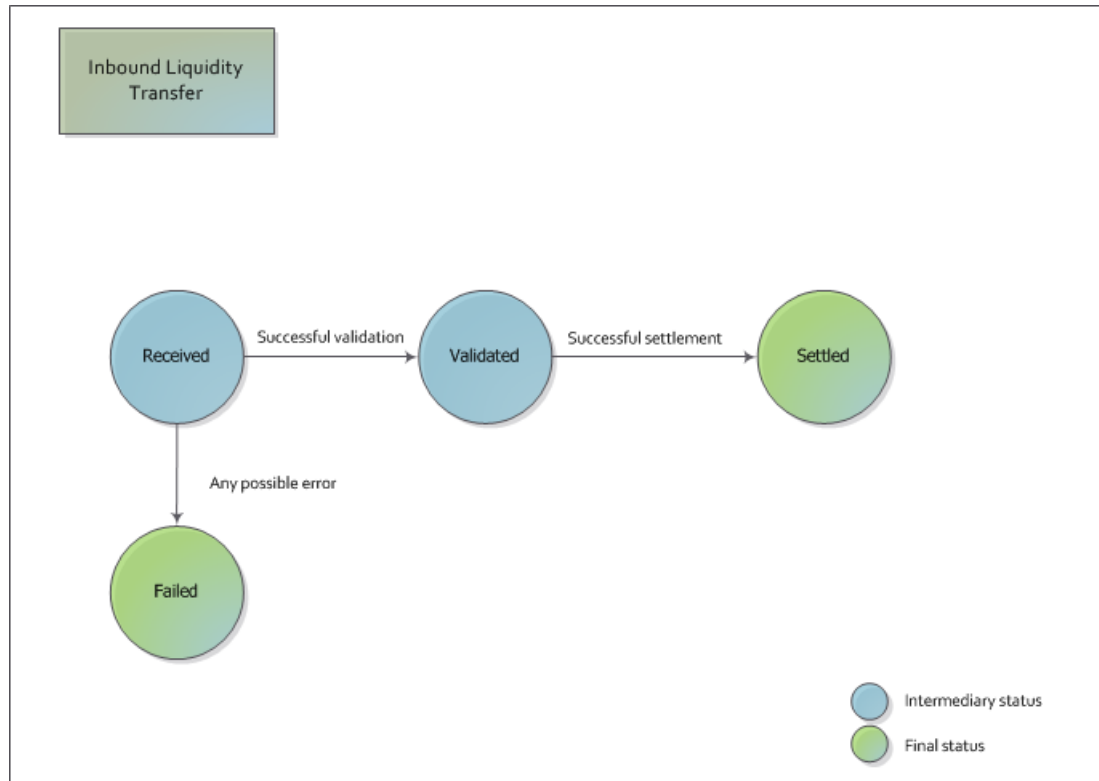 Inbound Liquidity
Transfer
Received
Successful validation
Validated
Successful settlement
Settled
Any possible error
Failed
Intermediary status
Final status